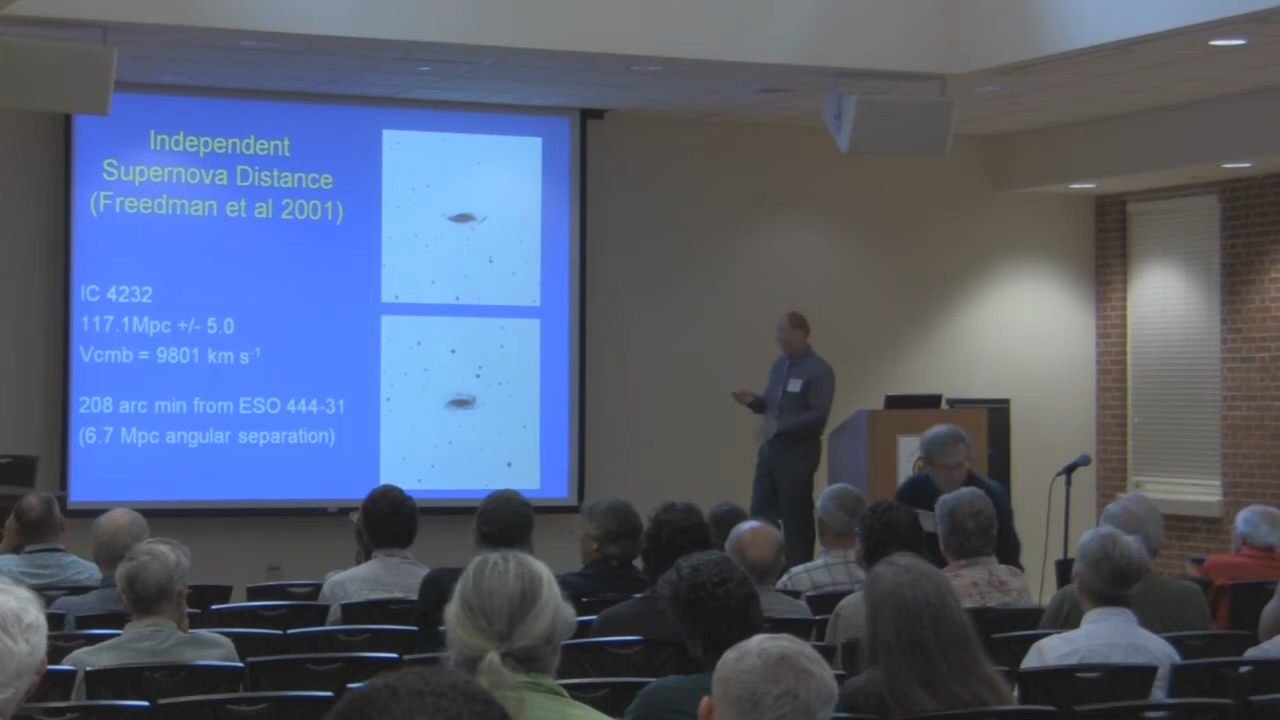 Independent
Supernova Distance
(Freedman et al 2001)
IC 4232
117.1Mpc +/- 5.0
Vcmb = 9801 km s-1
208 arc min from ESO 444-31
(6.7 Mpc angular separation)